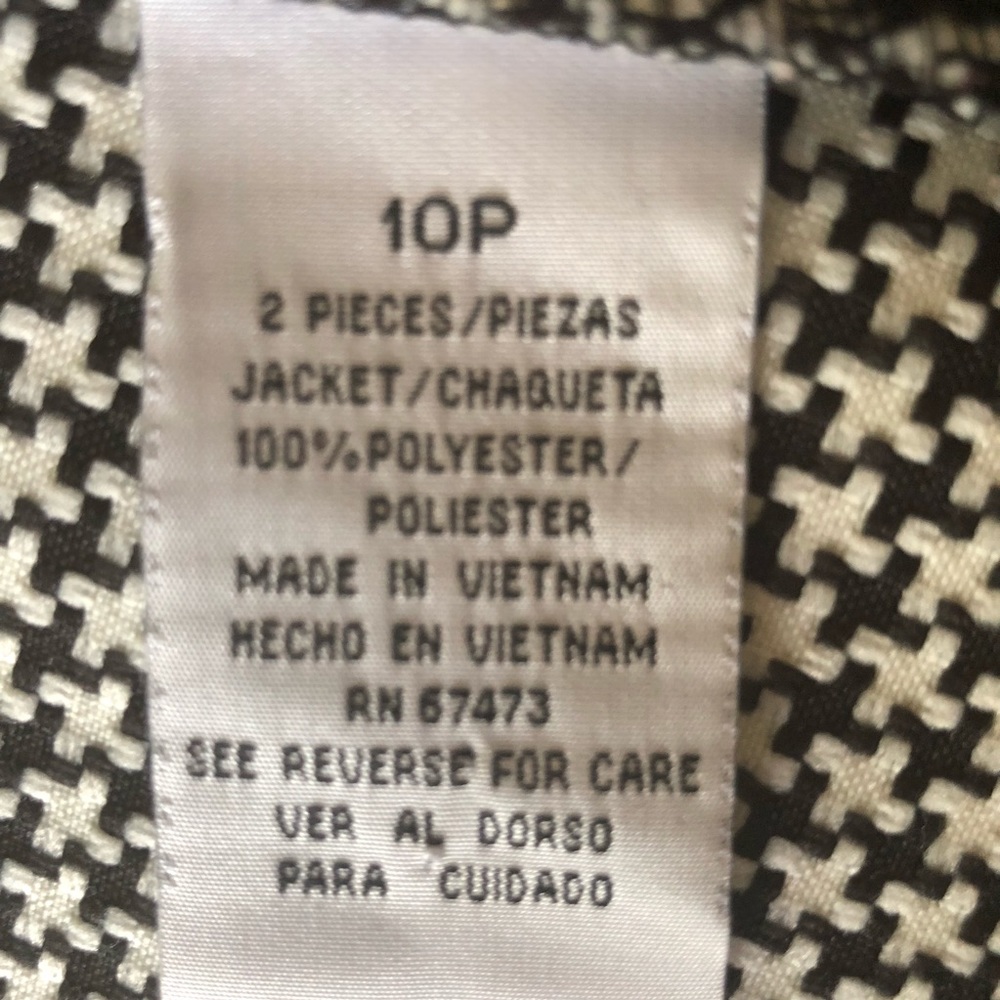 10P
2 PIECES/PIEZAS
JACKET/CHAQUETA
100%POLYESTER/
POLIESTER
MADE IN VIETNAM
HECHO EN VIETNAM
RN 67473
SEE REVERSE FOR CARE
VER AL DORSO
PARA CUIDADO